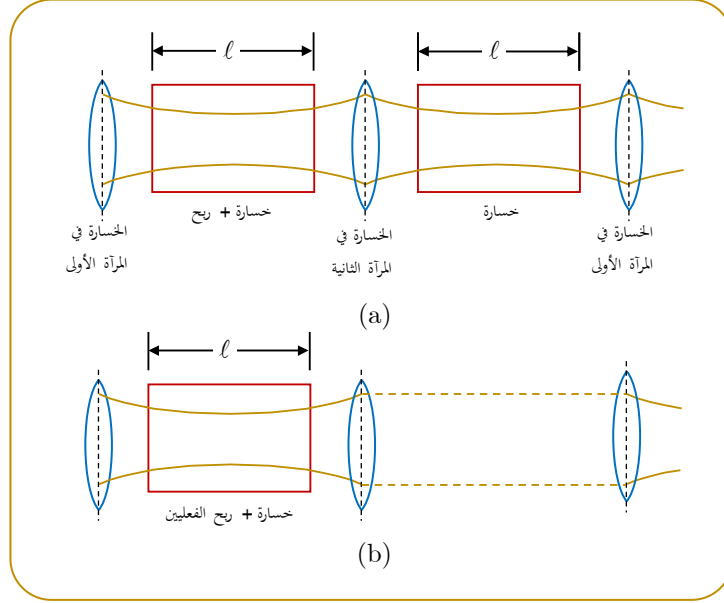 ℓ ℓ
خسارة + ربح
خسارة
الخسارة في
المرآة الأولى
الخسارة في
المرآة الثانية
الخسارة في
المرآة الأولى
(a)
ℓ
خسارة + ربح الفعليين
(b)